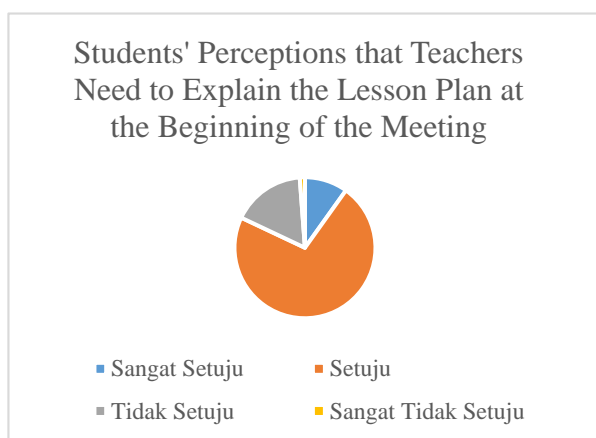 Students' Perceptions that Teachers
Need to Explain the Lesson Plan at
the Beginning of the Meeting
Sangat Setuju
Setuju
Tidak Setuju
Sangat Tidak Setuju